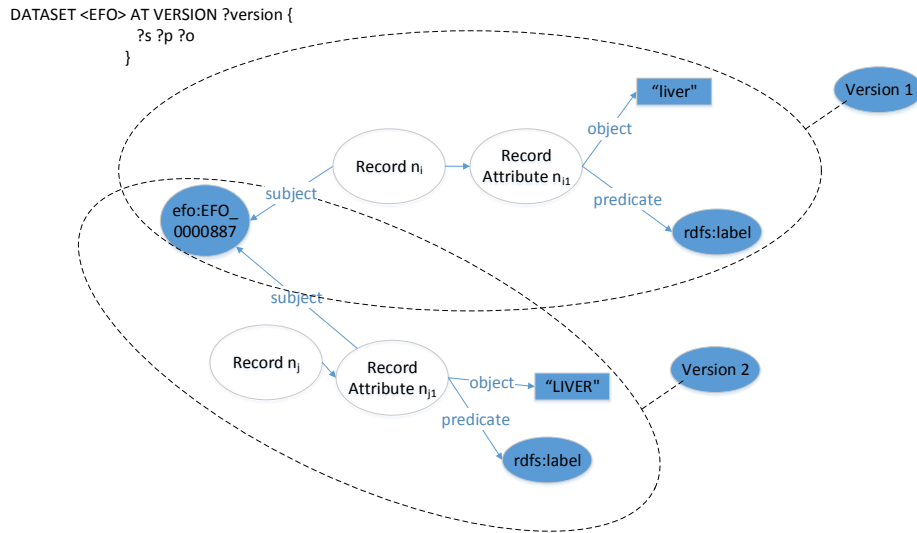 DATASET <EFO> AT VERSION ?version {
?s ?p ?o
}
"liver"
Version 1
object
Record nᵢ
Record
Attribute nᵢ₁
predicate
subject
efo:EFO_
0000887
rdfs:label
subject
Record nⱼ
Record
Attribute nⱼ₁
object
"LIVER"
Version 2
predicate
rdfs:label